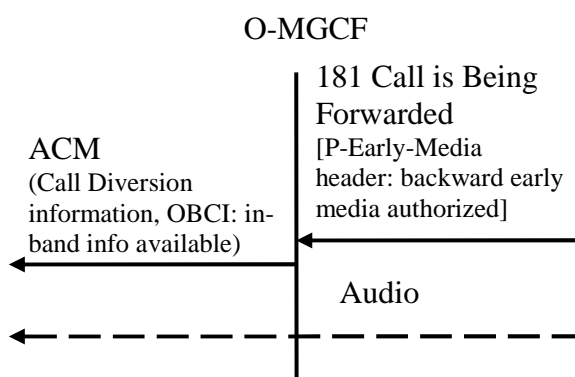 O-MGCF
181 Call is Being
Forwarded
[P-Early-Media
header: backward early
media authorized]
ACM
(Call Diversion
information, OBCI: in-
band info available)
Audio